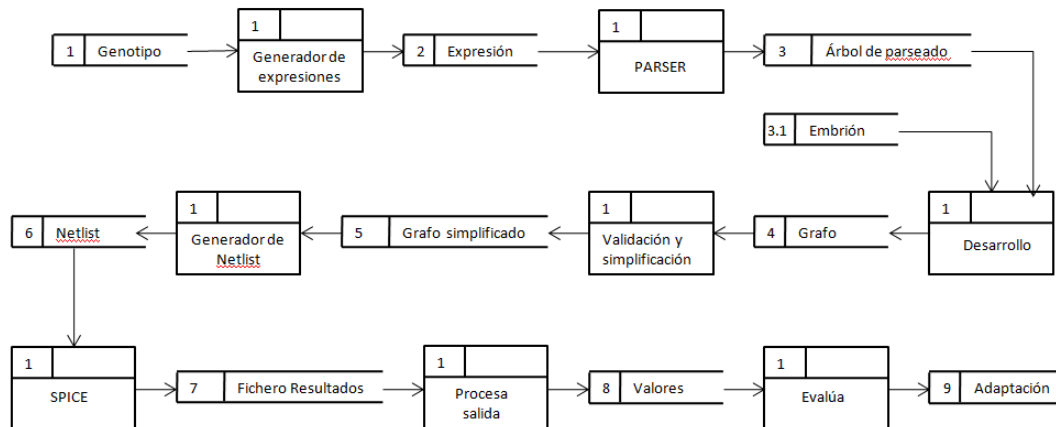 1 Genotipo
1
Generador de
expresiones
2 Expresión
1
PARSER
3 Árbol de parseado
3.1 Embrión
6 Netlist
1
Generador de
Netlist
5 Grafo simplificado
1
Validación y
simplificación
4 Grafo
1
Desarrollo
1
SPICE
7 Fichero Resultados
1
Procesa
salida
8 Valores
1
Evalúa
9 Adaptación